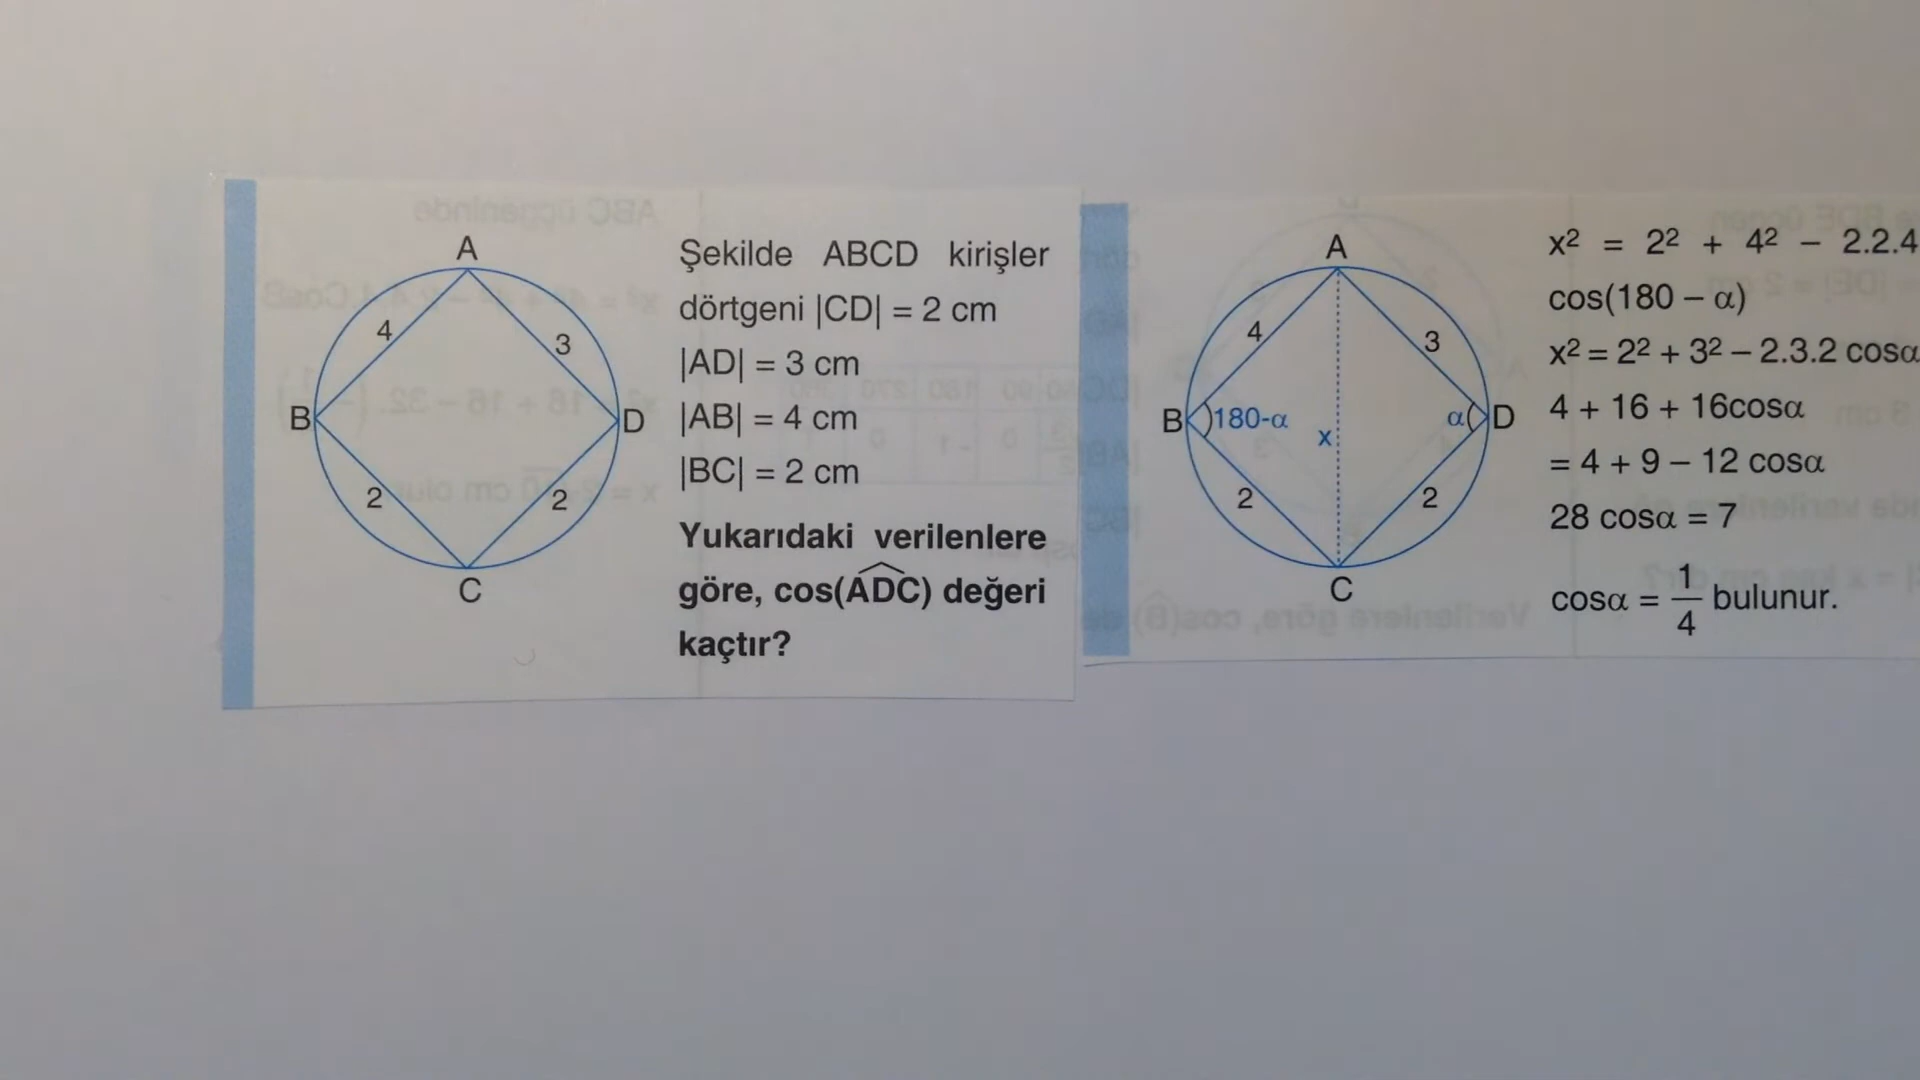 A
4
3
B
D
2
2
C
Şekilde ABCD kirişler
dörtgeni |CD| = 2 cm
|AD| = 3 cm
|AB| = 4 cm
|BC| = 2 cm
Yukarıdaki verilenlere
göre, cos(ADC) değeri
kaçtır?
A
4
3
B
180-α
x
α
D
2
2
C
x² = 2² + 4² – 2.2.4
cos(180 – α)
x² = 2² + 3² – 2.3.2 cosα
4 + 16 + 16cosα
= 4 + 9 – 12 cosα
28 cosα = 7
cosα = 1/4 bulunur.